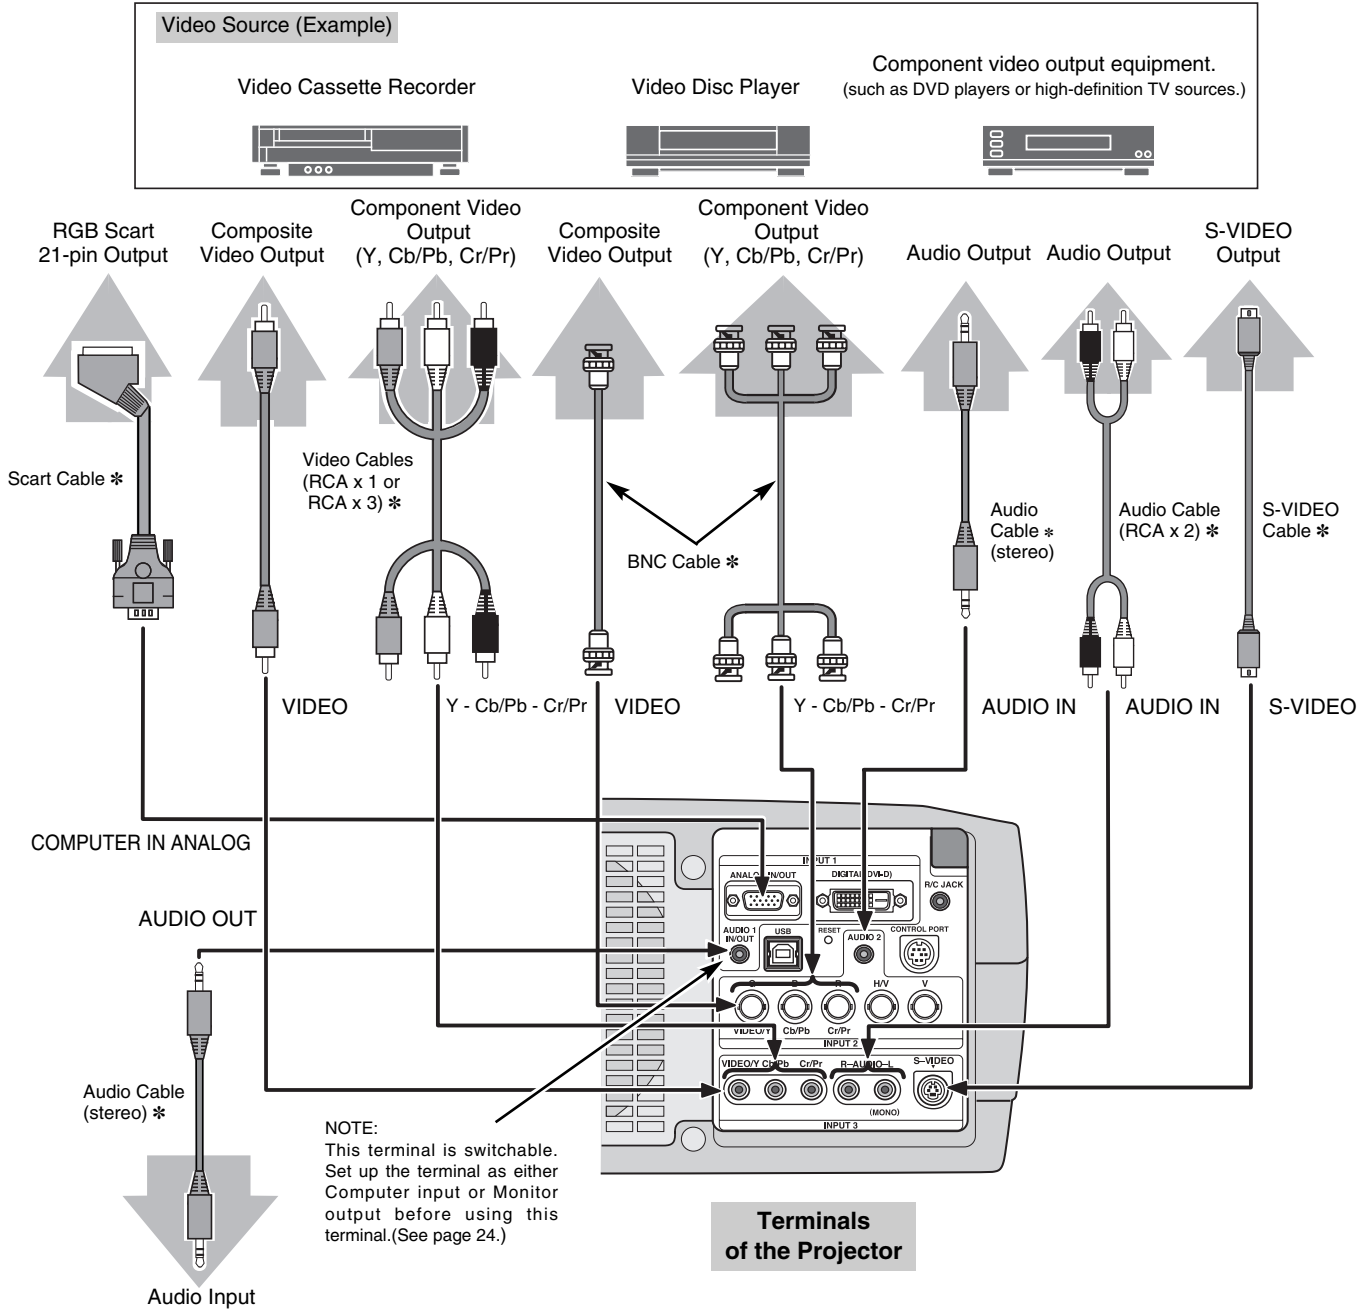 Video Source (Example)
Video Cassette Recorder
Video Disc Player
Component video output equipment.
(such as DVD players or high-definition TV sources.)
RGB Scart
21-pin Output
Composite
Video Output
Component Video
Output
(Y, Cb/Pb, Cr/Pr)
Composite
Video Output
Component Video
Output
(Y, Cb/Pb, Cr/Pr)
Audio Output
Audio Output
S-VIDEO
Output
Scart Cable ✻
Video Cables
(RCA x 1 or
RCA x 3) ✻
BNC Cable ✻
Audio
Cable ✻
(stereo)
Audio Cable
(RCA x 2) ✻
S-VIDEO
Cable ✻
VIDEO
Y - Cb/Pb - Cr/Pr
VIDEO
Y - Cb/Pb - Cr/Pr
AUDIO IN
AUDIO IN
S-VIDEO
COMPUTER IN ANALOG
AUDIO OUT
INPUT 1
ANALOG IN/OUT
DIGITAL (DVI-D)
R/C JACK
AUDIO 1
IN/OUT
USB
RESET
AUDIO 2
CONTROL PORT
G
B
R
H/V
V
VIDEO/Y
Cb/Pb
Cr/Pr
INPUT 2
VIDEO/Y
Cb/Pb
Cr/Pr
R–AUDIO–L
S–VIDEO
(MONO)
INPUT 3
Audio Cable
(stereo) ✻
NOTE:
This terminal is switchable.
Set up the terminal as either
Computer input or Monitor
output before using this
terminal.(See page 24.)
Terminals
of the Projector
Audio Input